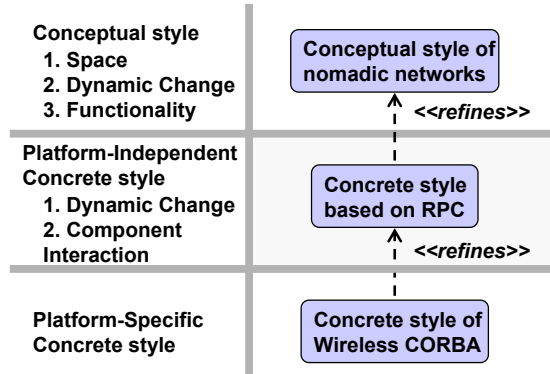 Conceptual style
1. Space
2. Dynamic Change
3. Functionality
Conceptual style of
nomadic networks
<<refines>>
Platform-Independent
Concrete style
1. Dynamic Change
2. Component
Interaction
Concrete style
based on RPC
<<refines>>
Platform-Specific
Concrete style
Concrete style of
Wireless CORBA